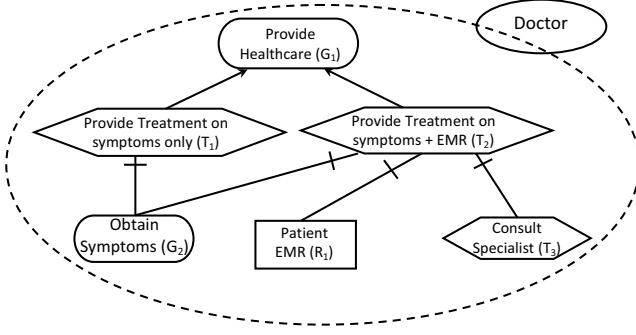 Doctor
Provide
Healthcare (G₁)
Provide Treatment on
symptoms only (T₁)
Provide Treatment on
symptoms + EMR (T₂)
Obtain
Symptoms (G₂)
Patient
EMR (R₁)
Consult
Specialist (T₃)